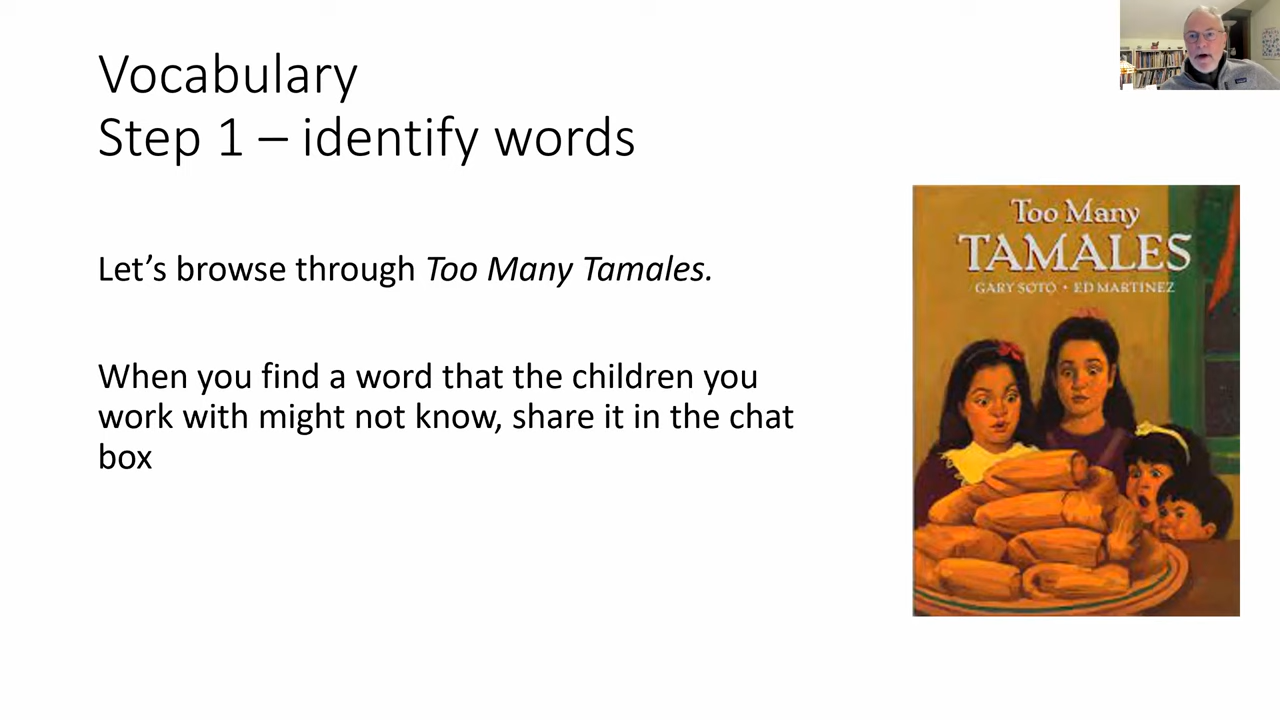 Vocabulary
Step 1 – identify words
Let’s browse through Too Many Tamales.
When you find a word that the children you
work with might not know, share it in the chat
box
Too Many
TAMALES
GARY SOTO • ED MARTINEZ